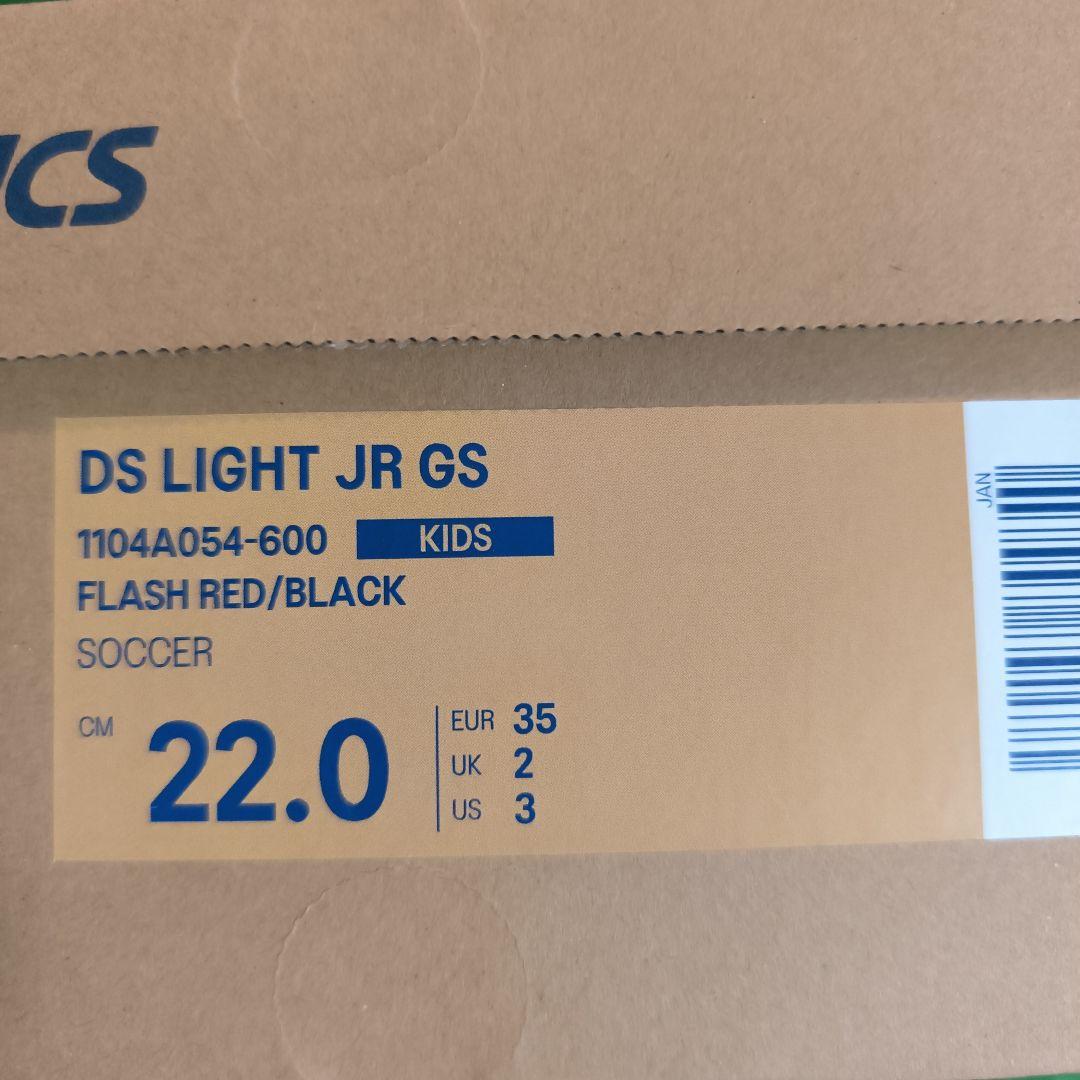 ICS
DS LIGHT JR GS
1104A054-600 KIDS
FLASH RED/BLACK
SOCCER
CM 22.0
EUR 35
UK 2
US 3
JAN